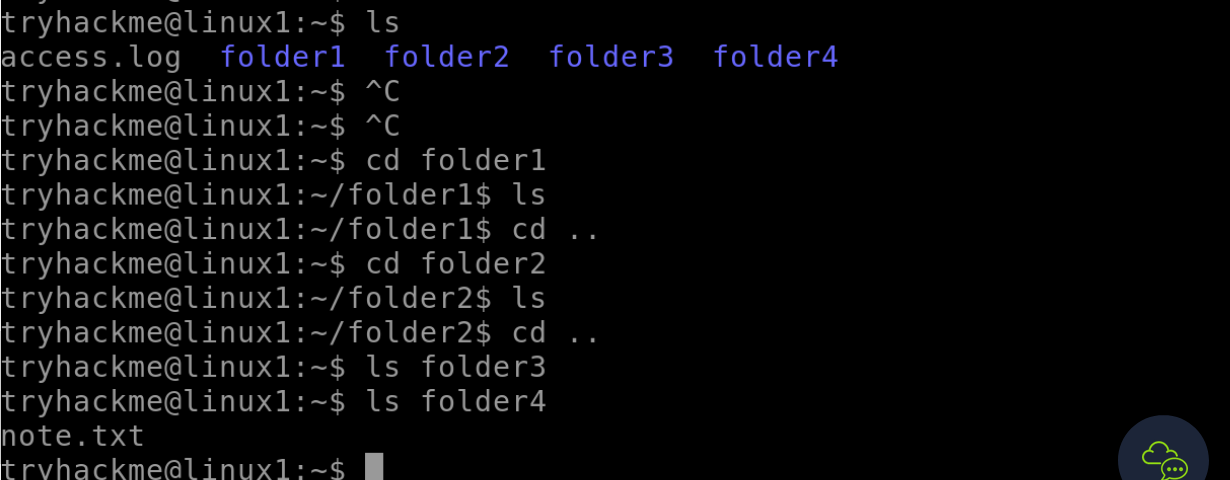 tryhackme@linux1:~$ ls
access.log  folder1  folder2  folder3  folder4
tryhackme@linux1:~$ ^C
tryhackme@linux1:~$ ^C
tryhackme@linux1:~$ cd folder1
tryhackme@linux1:~/folder1$ ls
tryhackme@linux1:~/folder1$ cd ..
tryhackme@linux1:~$ cd folder2
tryhackme@linux1:~/folder2$ ls
tryhackme@linux1:~/folder2$ cd ..
tryhackme@linux1:~$ ls folder3
tryhackme@linux1:~$ ls folder4
note.txt
tryhackme@linux1:~$